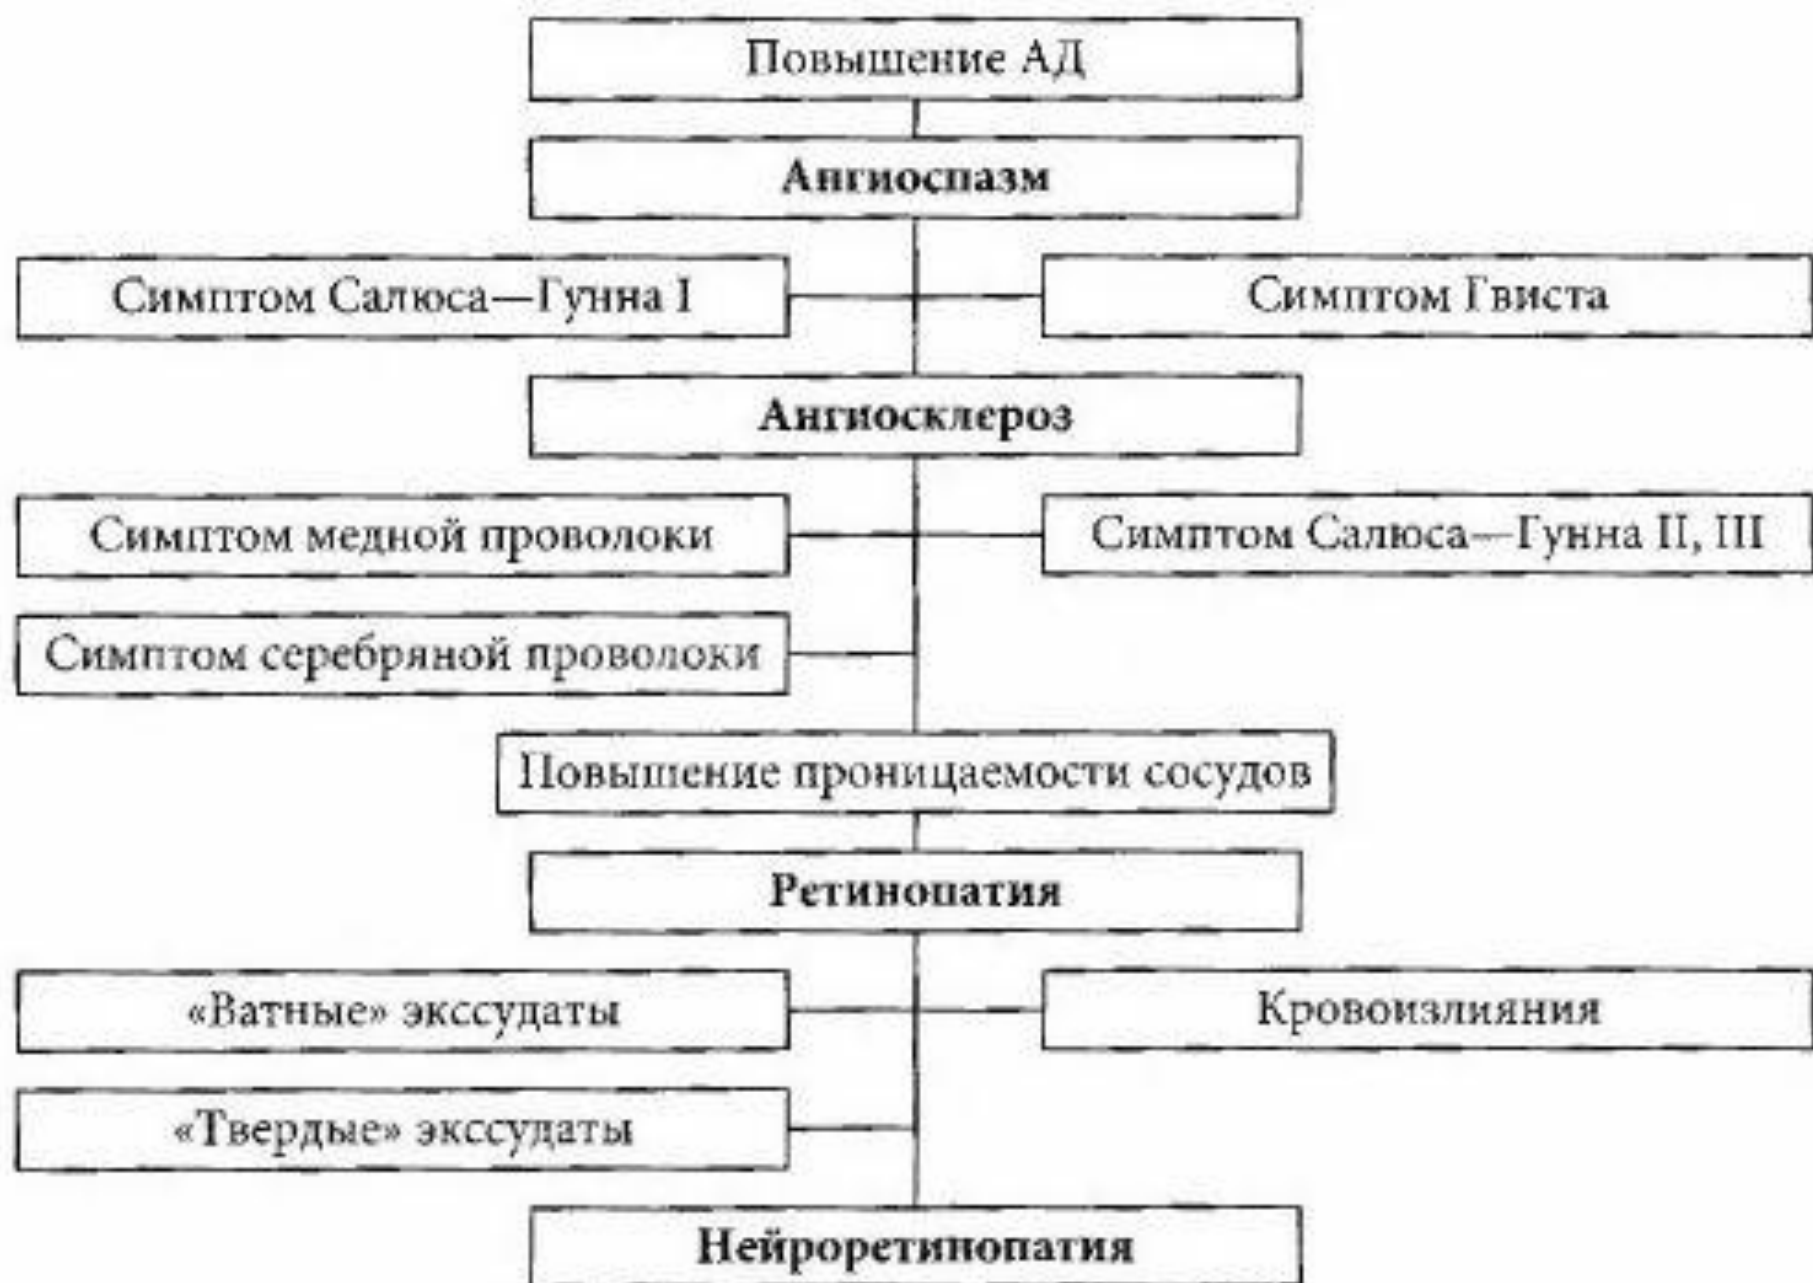 Повышение АД
Ангиоспазм
Симптом Салюса—Гунна I
Симптом Гвиста
Ангиосклероз
Симптом медной проволоки
Симптом Салюса—Гунна II, III
Симптом серебряной проволоки
Повышение проницаемости сосудов
Ретинопатия
«Ватные» экссудаты
Кровоизлияния
«Твердые» экссудаты
Нейроретинопатия